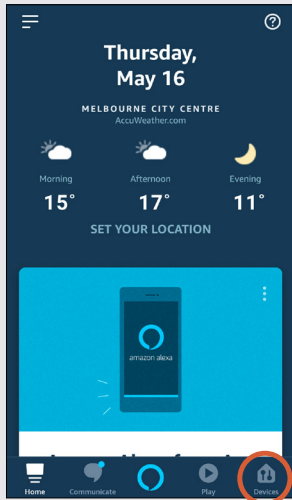 Thursday,
May 16
MELBOURNE CITY CENTRE
AccuWeather.com
Morning Afternoon Evening
15° 17° 11°
SET YOUR LOCATION
amazon alexa
Home Communicate Play Devices